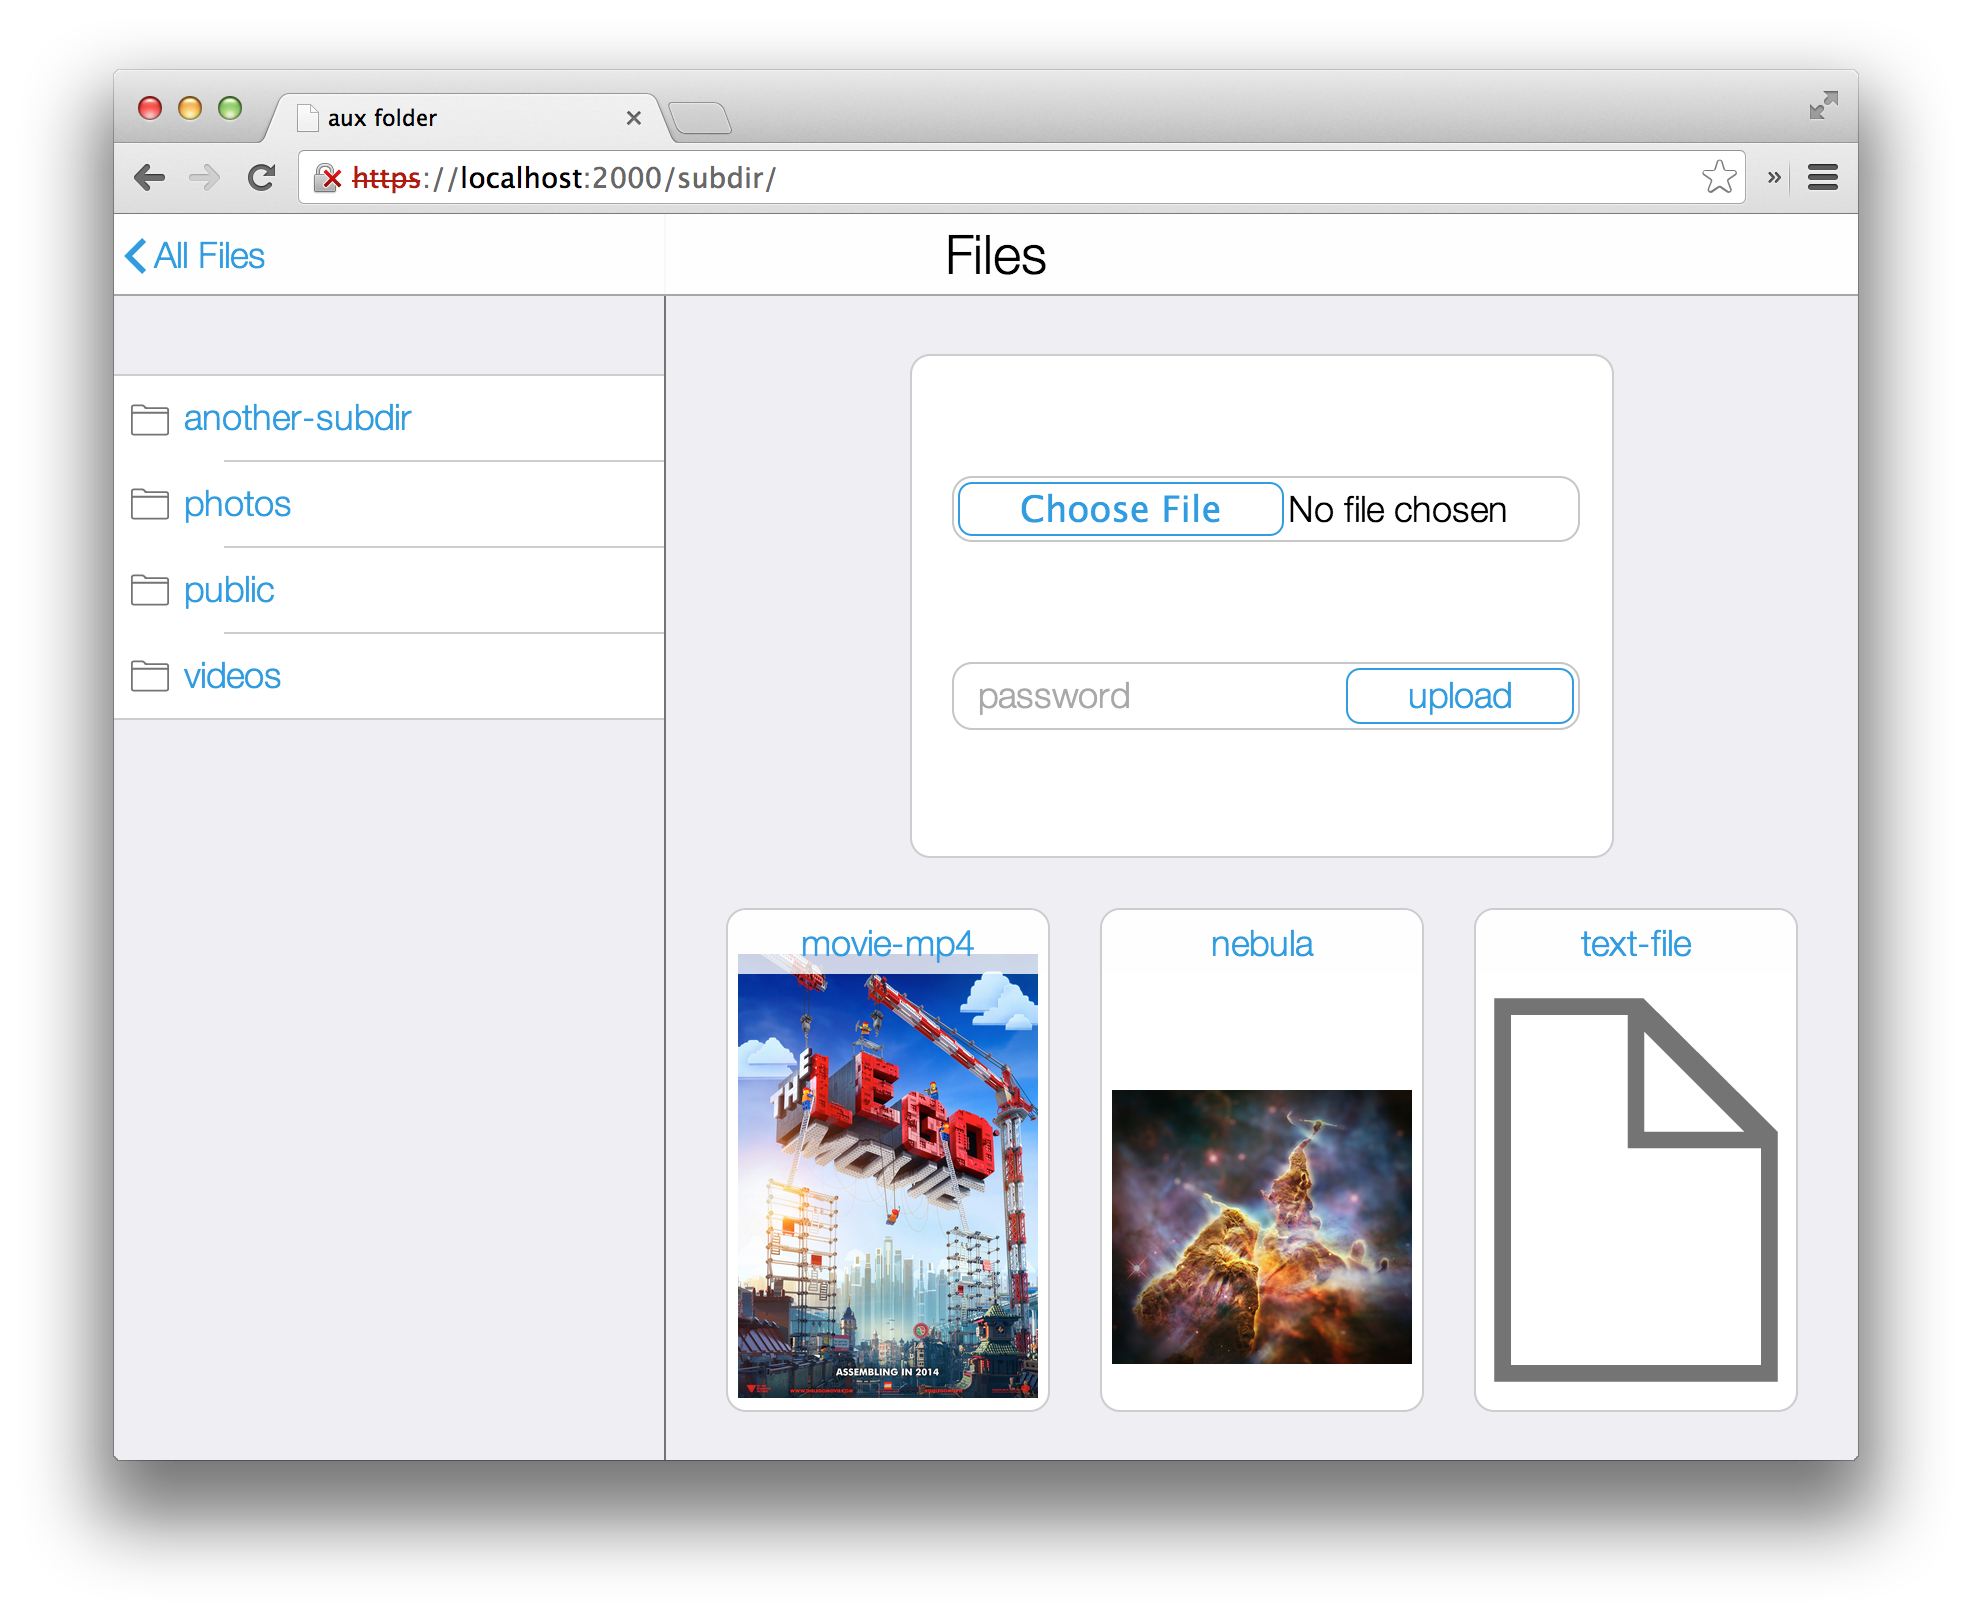 aux folder
https://localhost:2000/subdir/
»
All Files
Files
another-subdir
photos
public
videos
Choose File No file chosen
password upload
movie-mp4
nebula
text-file
THE
LEGO
MOVIE
ASSEMBLING IN 2014